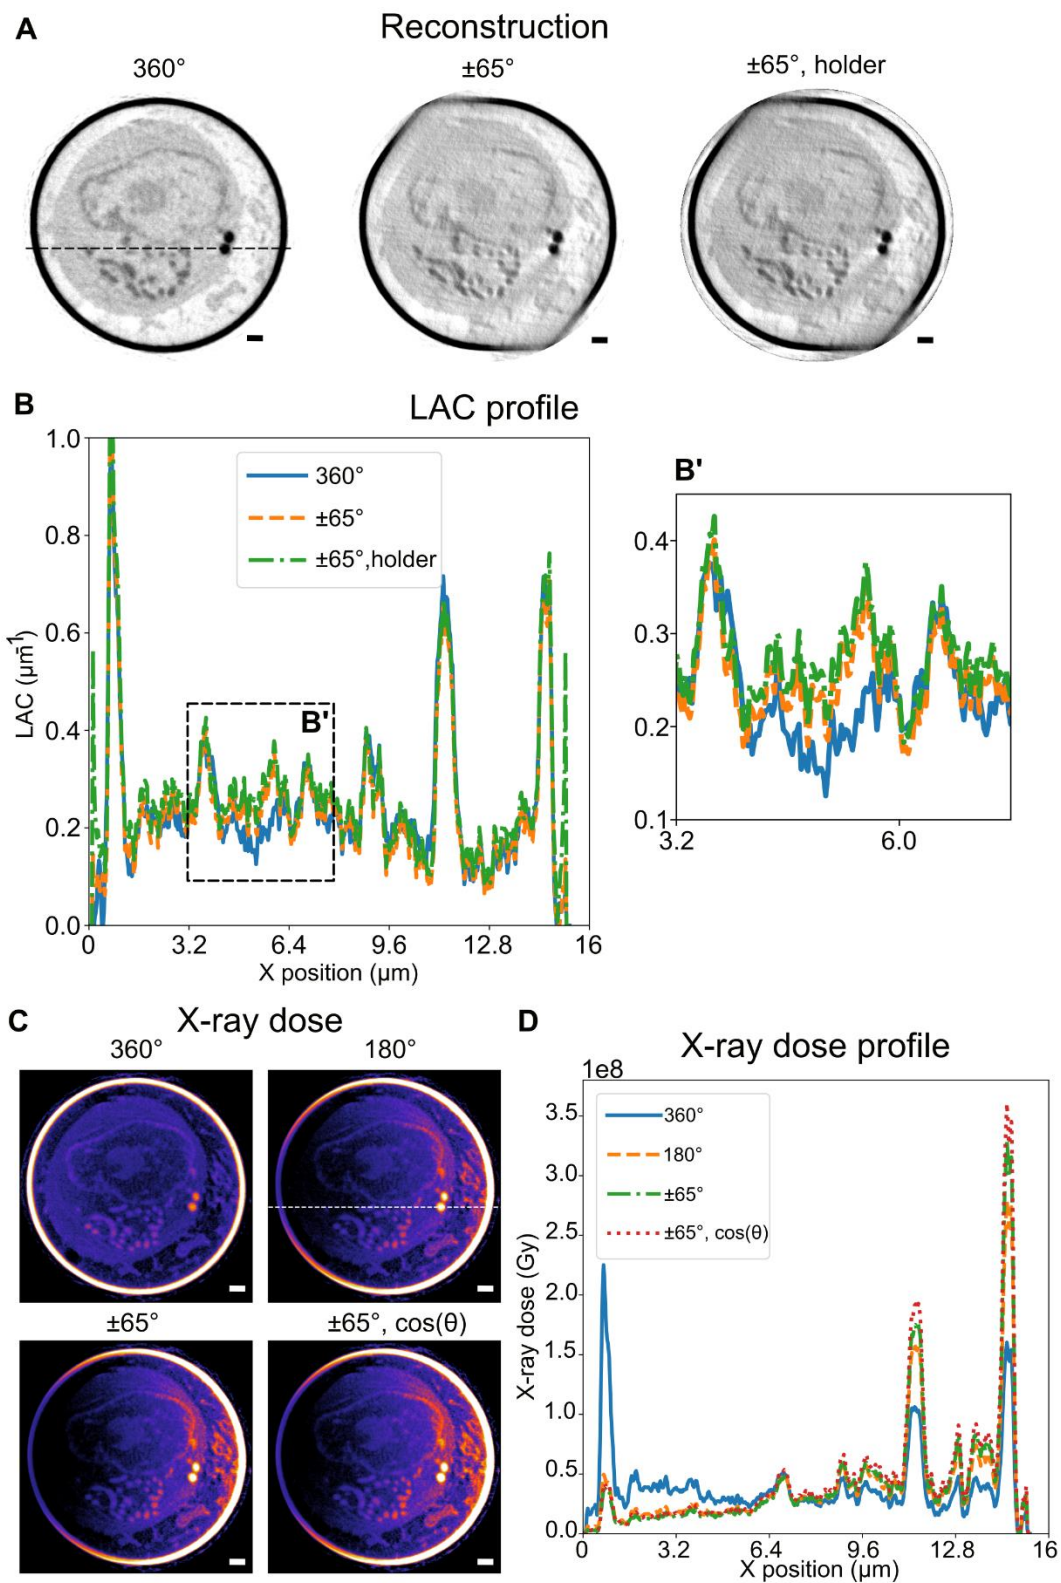 A
Reconstruction
360° ±65° ±65°, holder
B
LAC profile
1.0
0.8
0.6
0.4
0.2
0.0
LAC (µm-1)
360°
±65°
±65°,holder
B'
0 3.2 6.4 9.6 12.8 16
X position (µm)
B'
0.4
0.3
0.2
0.1
3.2 6.0
C
X-ray dose
360° 180°
±65° ±65°, cos(θ)
D
X-ray dose profile
1e8
3.5
3.0
2.5
2.0
1.5
1.0
0.5
0.0
X-ray dose (Gy)
360°
180°
±65°
±65°, cos(θ)
0 3.2 6.4 9.6 12.8 16
X position (µm)